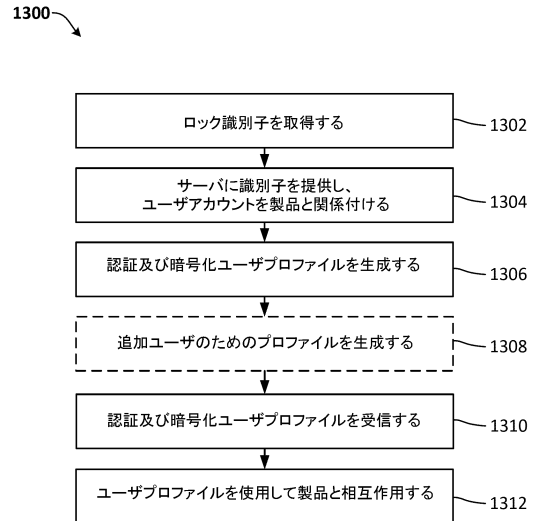 1300
ロック識別子を取得する
1302
サーバに識別子を提供し、
ユーザアカウントを製品と関係付ける
1304
認証及び暗号化ユーザプロファイルを生成する
1306
追加ユーザのためのプロファイルを生成する
1308
認証及び暗号化ユーザプロファイルを受信する
1310
ユーザプロファイルを使用して製品と相互作用する
1312